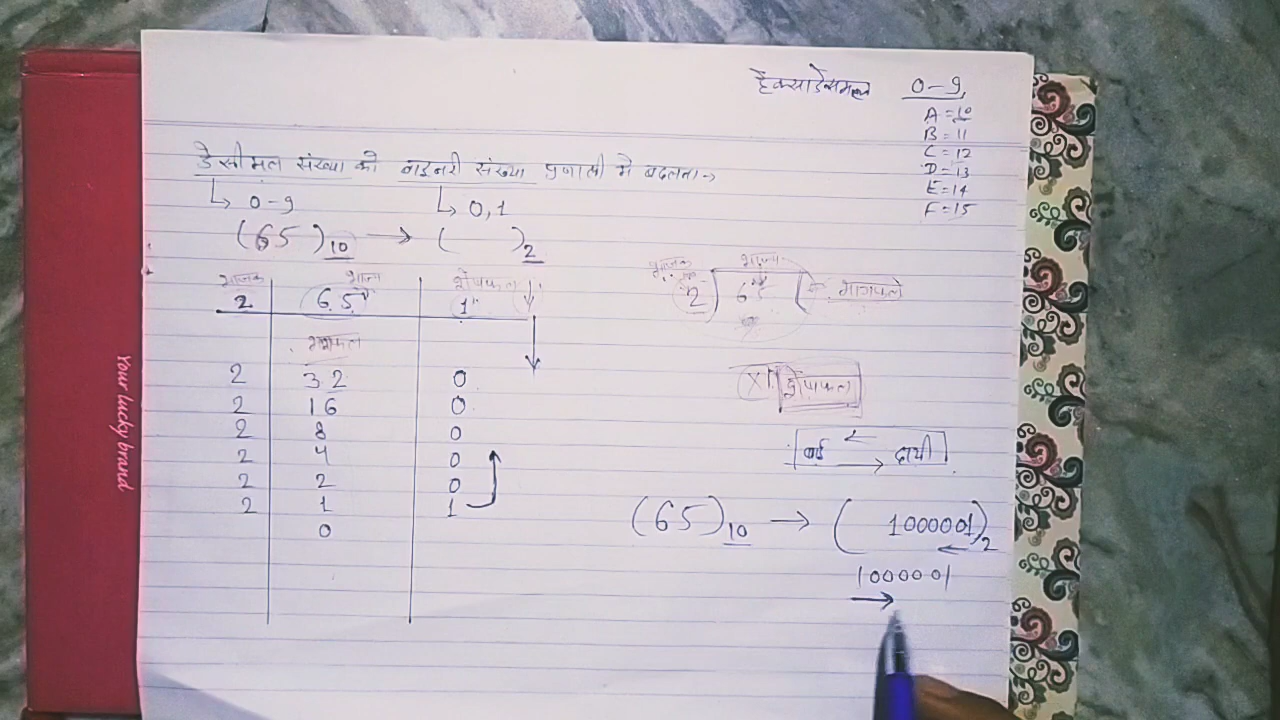 हैक्साडेसमल 0-9,
A=10
B=11
C=12
D=13
E=14
F=15
डेसीमल संख्या को वाइनरी संख्या प्रणाली मे बदलना→
↳ 0-9
↳ 0,1
(65)10 → ( )2
भाजक भाज्य शेषफल
2 65 1
भागफल
2 32 0
2 16 0
2 8 0
2 4 0
2 2 0
2 1 1
0
भाजक भाज्य
2 65 भागफल
शेषफल
बाई दायी
(65)10 → (1000001)2
1000001
Your lucky brand